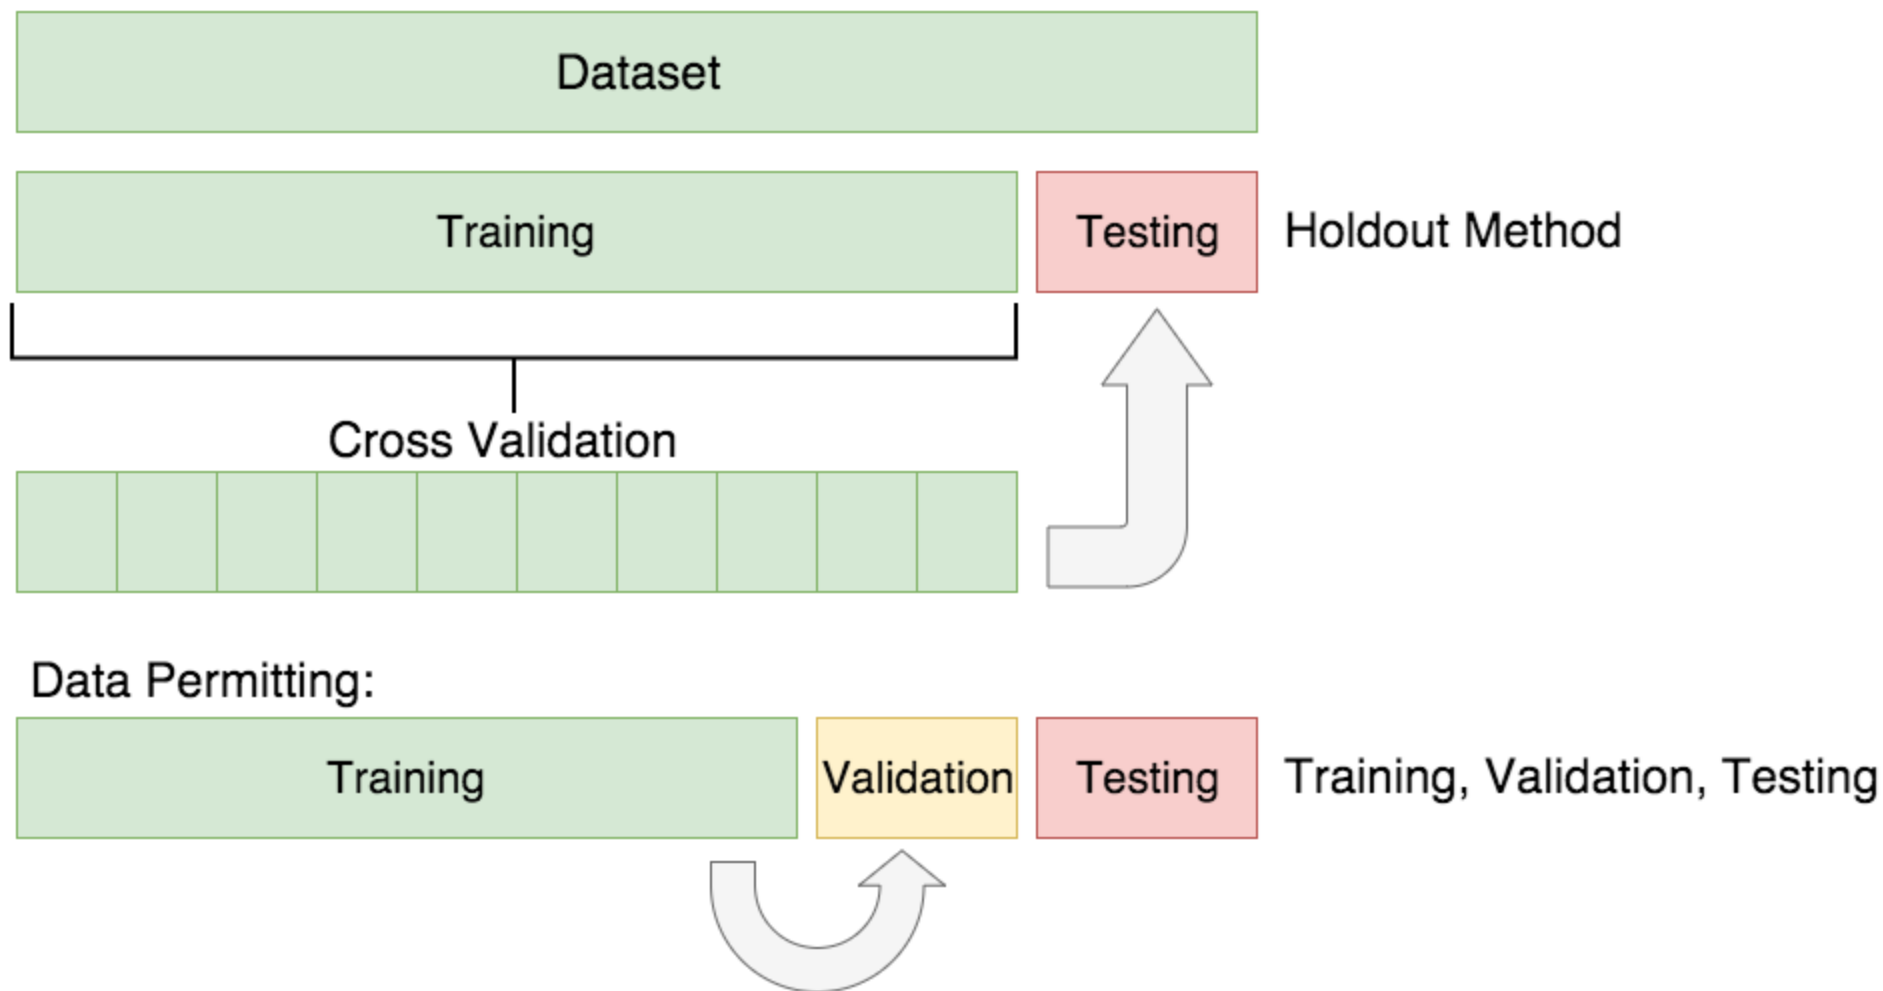 Dataset
Training
Testing
Holdout Method
Cross Validation
Data Permitting:
Training
Validation
Testing
Training, Validation, Testing